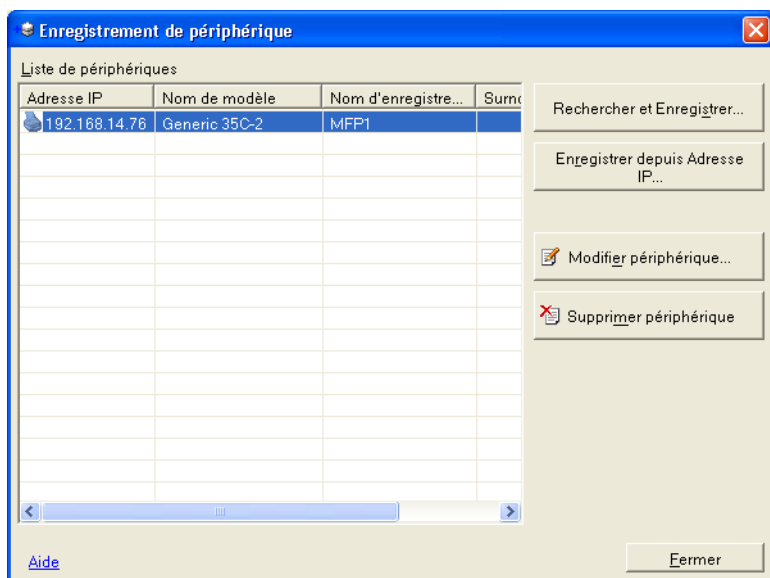 Enregistrement de périphérique
Liste de périphériques
Adresse IP Nom de modèle Nom d'enregistre... Surno
192.168.14.76 Generic 35C-2 MFP1
Rechercher et Enregistrer...
Enregistrer depuis Adresse
IP...
Modifier périphérique...
Supprimer périphérique
Aide
Fermer